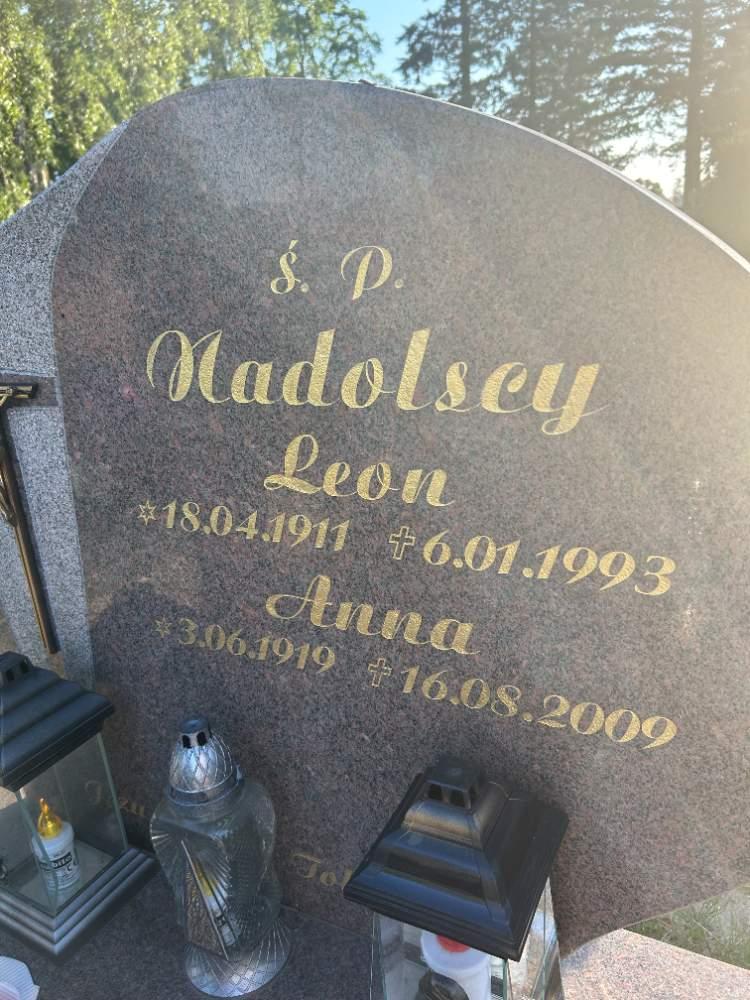 ś. P.
Nadolscy
Leon
✡18.04.1911 ✝6.01.1993
Anna
✡3.06.1919 ✝16.08.2009